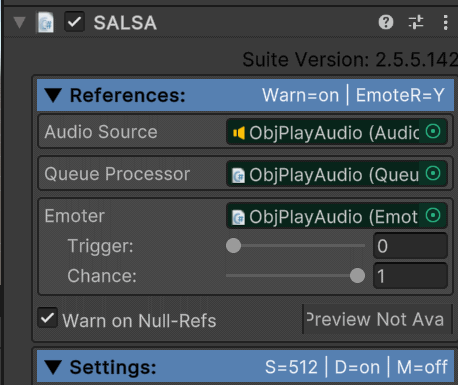 SALSA
Suite Version: 2.5.5.142
References: Warn=on | EmoteR=Y
Audio Source ObjPlayAudio (Audic
Queue Processor ObjPlayAudio (Queu
Emoter ObjPlayAudio (Emot
Trigger: 0
Chance: 1
Warn on Null-Refs Preview Not Ava
Settings: S=512 | D=on | M=off